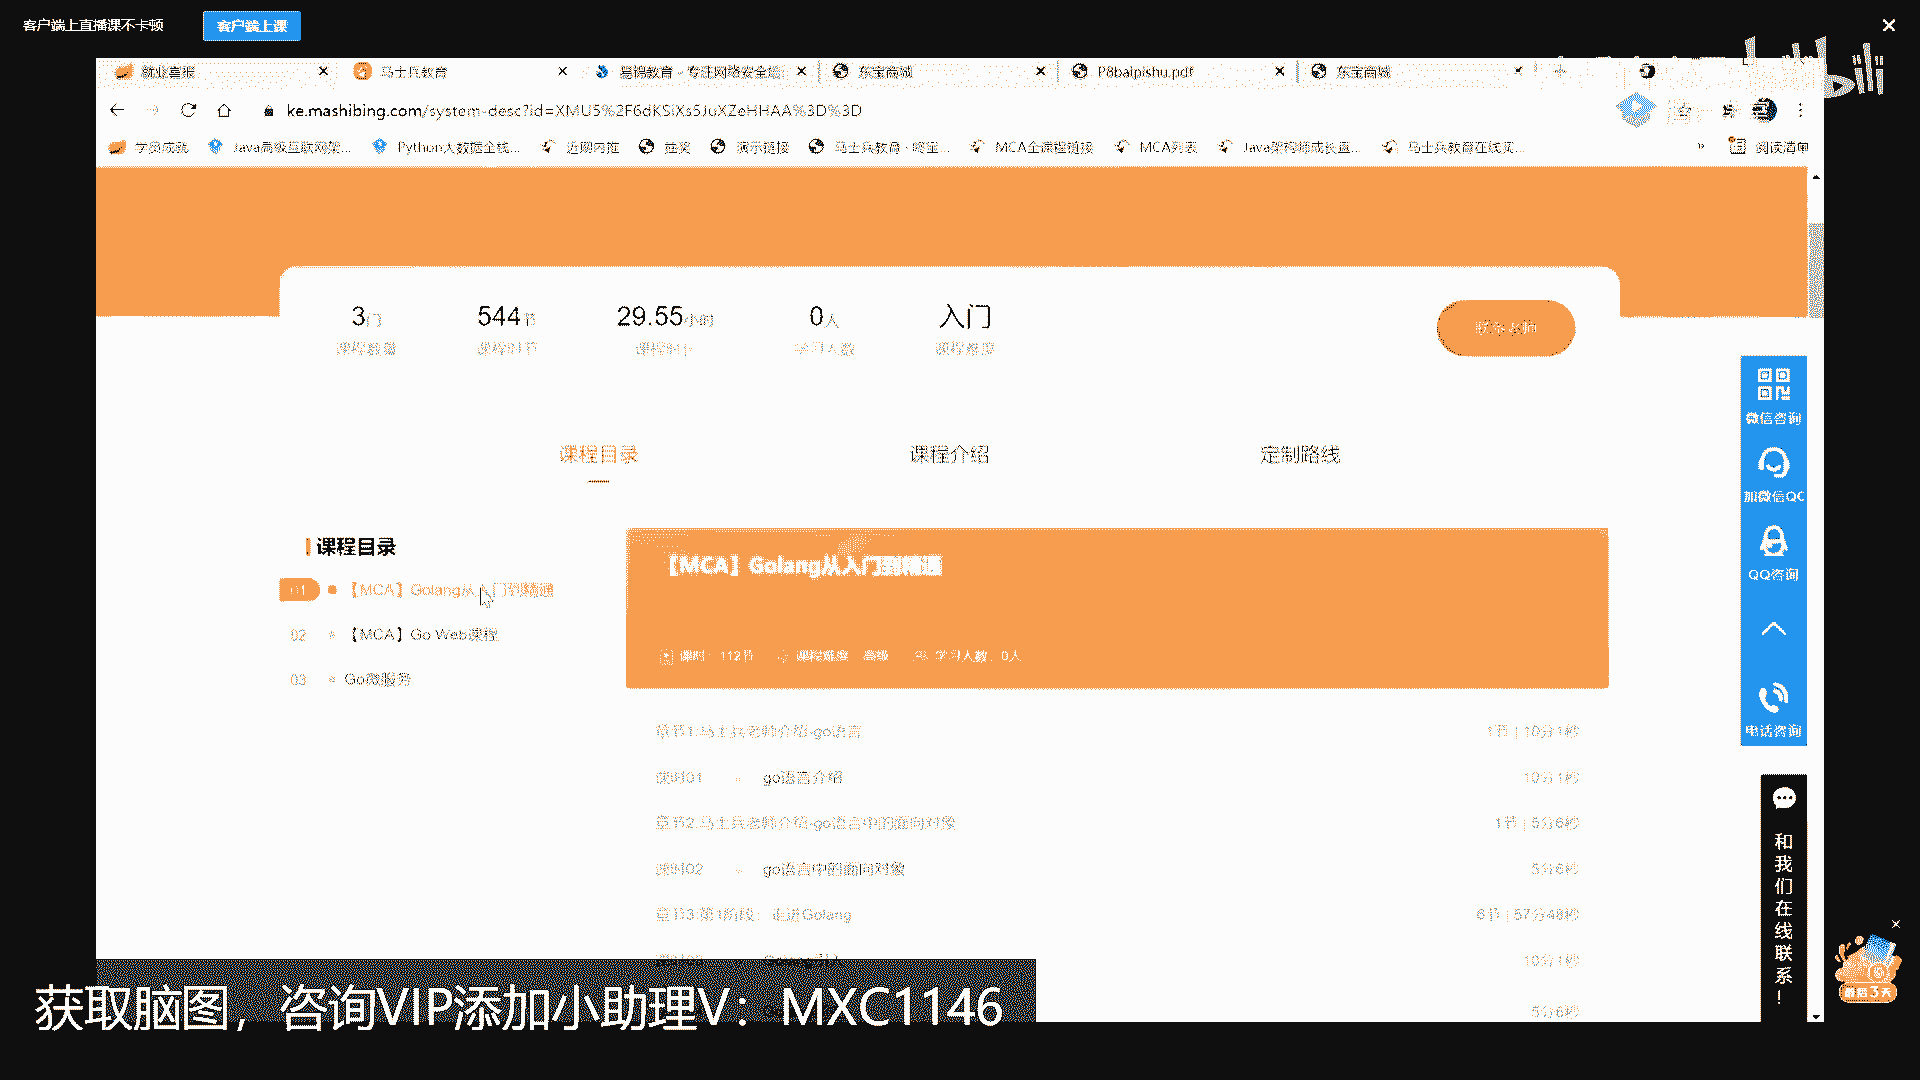 客户端上直播课不卡顿
客户端上课
就业喜报
马士兵教育
慧锦教育 - 专注网络安全培
东宝商城
P8baipishu.pdf
东宝商城
bili
ke.mashibing.com/system-desc?id=XMU5%2F6dKSiXs5JuXZeHHAA%3D%3D
学员成就
Java高级互联网架...
Python人数据全栈...
近期内推
演示链接
马士兵教育
MCA全课程链接
MCA列表
Java架构师成长直...
马士兵教育在线页...
»
阅读清单
3门
544节
29.55小时
0人
入门
课程数量
课程时节
课程时长
学习人数
课程难度
微信咨询
加微信QC
QQ咨询
电话咨询
课程目录
课程介绍
定制路线
课程目录
01
【MCA】Golang从入门到精通
02
【MCA】Go Web课程
03
Go微服务
【MCA】Golang从入门到精通
课时：112节
课程难度
高级
学习人数：0人
章节1:马士兵老师介绍-go语言
1节 | 10分1秒
课时01
go语言介绍
10分1秒
章节2:马士兵老师介绍-go语言中的面向对象
1节 | 5分6秒
课时02
go语言中的面向对象
5分6秒
章节3:第1阶段：走进Golang
6节 | 57分48秒
10分1秒
5分6秒
和我们在线联系！
获取脑图，咨询VIP添加小助理V：MXC1146